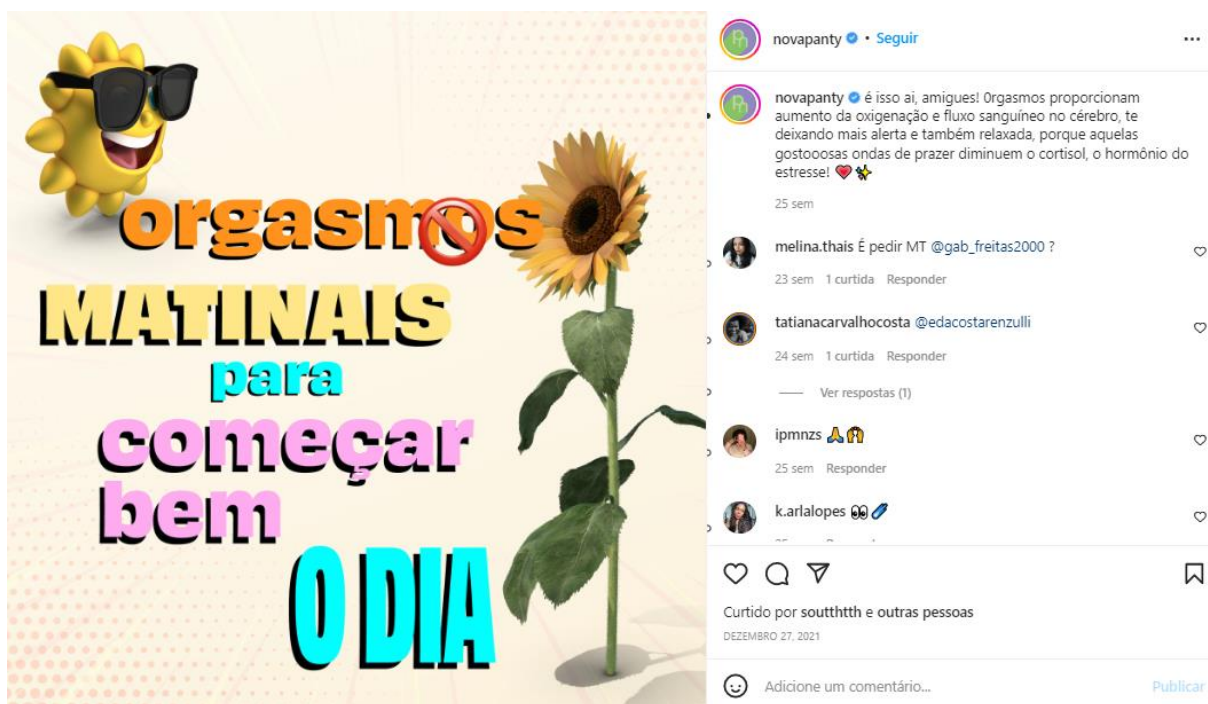 orgasmos
MATINAIS
para
começar
bem
O DIA
novapanty • Seguir
novapanty é isso ai, amigues! 0rgasmos proporcionam
aumento da oxigenação e fluxo sanguíneo no cérebro, te
deixando mais alerta e também relaxada, porque aquelas
gostooosas ondas de prazer diminuem o cortisol, o hormônio do
estresse! ❤️✨
25 sem
melina.thais É pedir MT @gab_freitas2000 ?
23 sem 1 curtida Responder
tatianacarvalhocosta @edacostarenzulli
24 sem 1 curtida Responder
Ver respostas (1)
ipmnzs 🙏🙌
25 sem Responder
k.arlalopes 👀
Curtido por soutthtth e outras pessoas
DEZEMBRO 27, 2021
Adicione um comentário...
Publicar